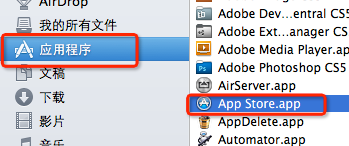 AirDrop
我的所有文件
应用程序
文稿
下载
影片
音乐
Adobe Dev...entral CS5
Adobe Ext...anager CS5
Adobe Media Player.app
Adobe Photoshop CS5
AirServer.app
App Store.app
AppDelete.app
Automator.app